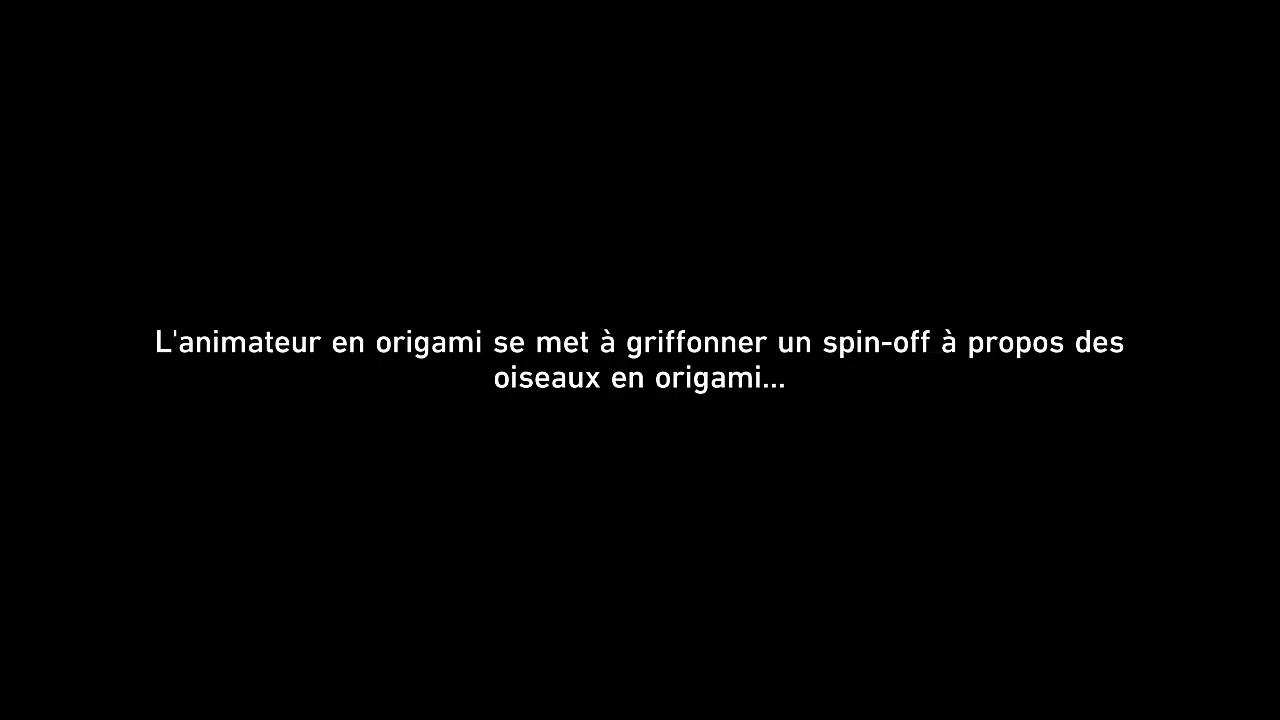 L'animateur en origami se met à griffonner un spin-off à propos des
oiseaux en origami...